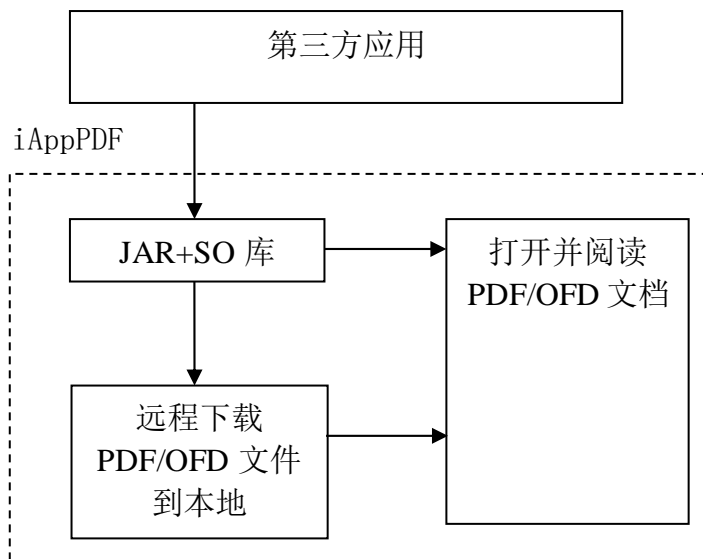 第三方应用
iAppPDF
JAR+SO 库
打开并阅读
PDF/OFD 文档
远程下载
PDF/OFD 文件
到本地